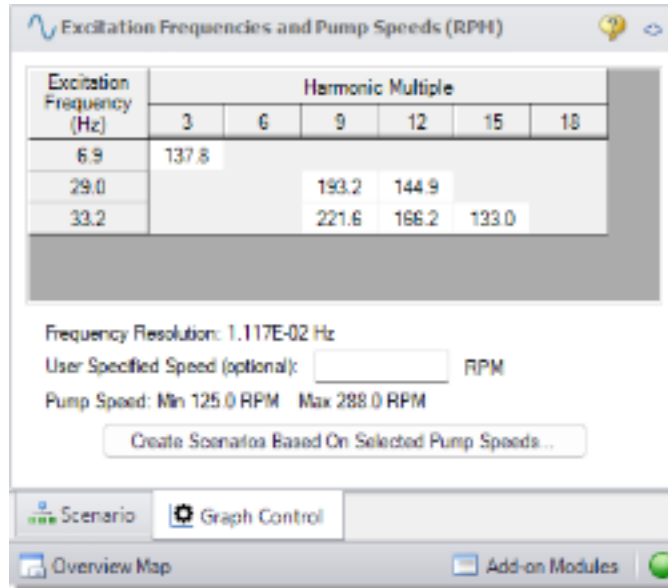 Excitation Frequencies and Pump Speeds (RPM)
Excitation Frequency (Hz) Harmonic Multiple
3 6 9 12 15 18
6.9 137.8
29.0 193.2 144.9
33.2 221.6 166.2 133.0
Frequency Resolution: 1.117E-02 Hz
User Specified Speed (optional): RPM
Pump Speed: Min 125.0 RPM Max 288.0 RPM
Create Scenarios Based On Selected Pump Speeds...
Scenario Graph Control
Overview Map Add-on Modules